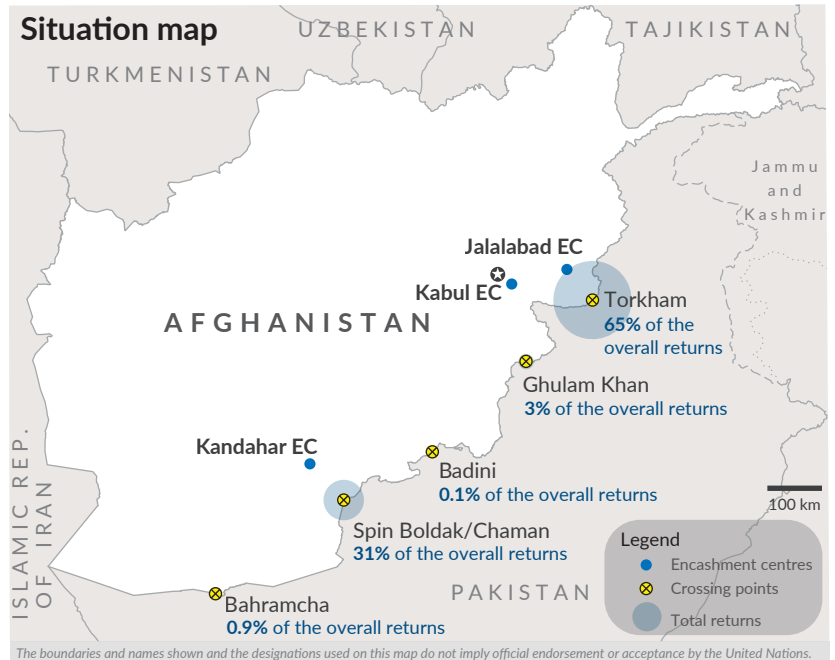 Situation map
UZBEKISTAN
TAJIKISTAN
TURKMENISTAN
Jammu
and
Kashmir
Jalalabad EC
Kabul EC
Torkham
65% of the
overall returns
AFGHANISTAN
Ghulam Khan
3% of the overall returns
Kandahar EC
Badini
0.1% of the overall returns
100 km
Spin Boldak/Chaman
31% of the overall returns
ISLAMIC REP.
OF IRAN
PAKISTAN
Bahramcha
0.9% of the overall returns
Legend
Encashment centres
Crossing points
Total returns
The boundaries and names shown and the designations used on this map do not imply official endorsement or acceptance by the United Nations.